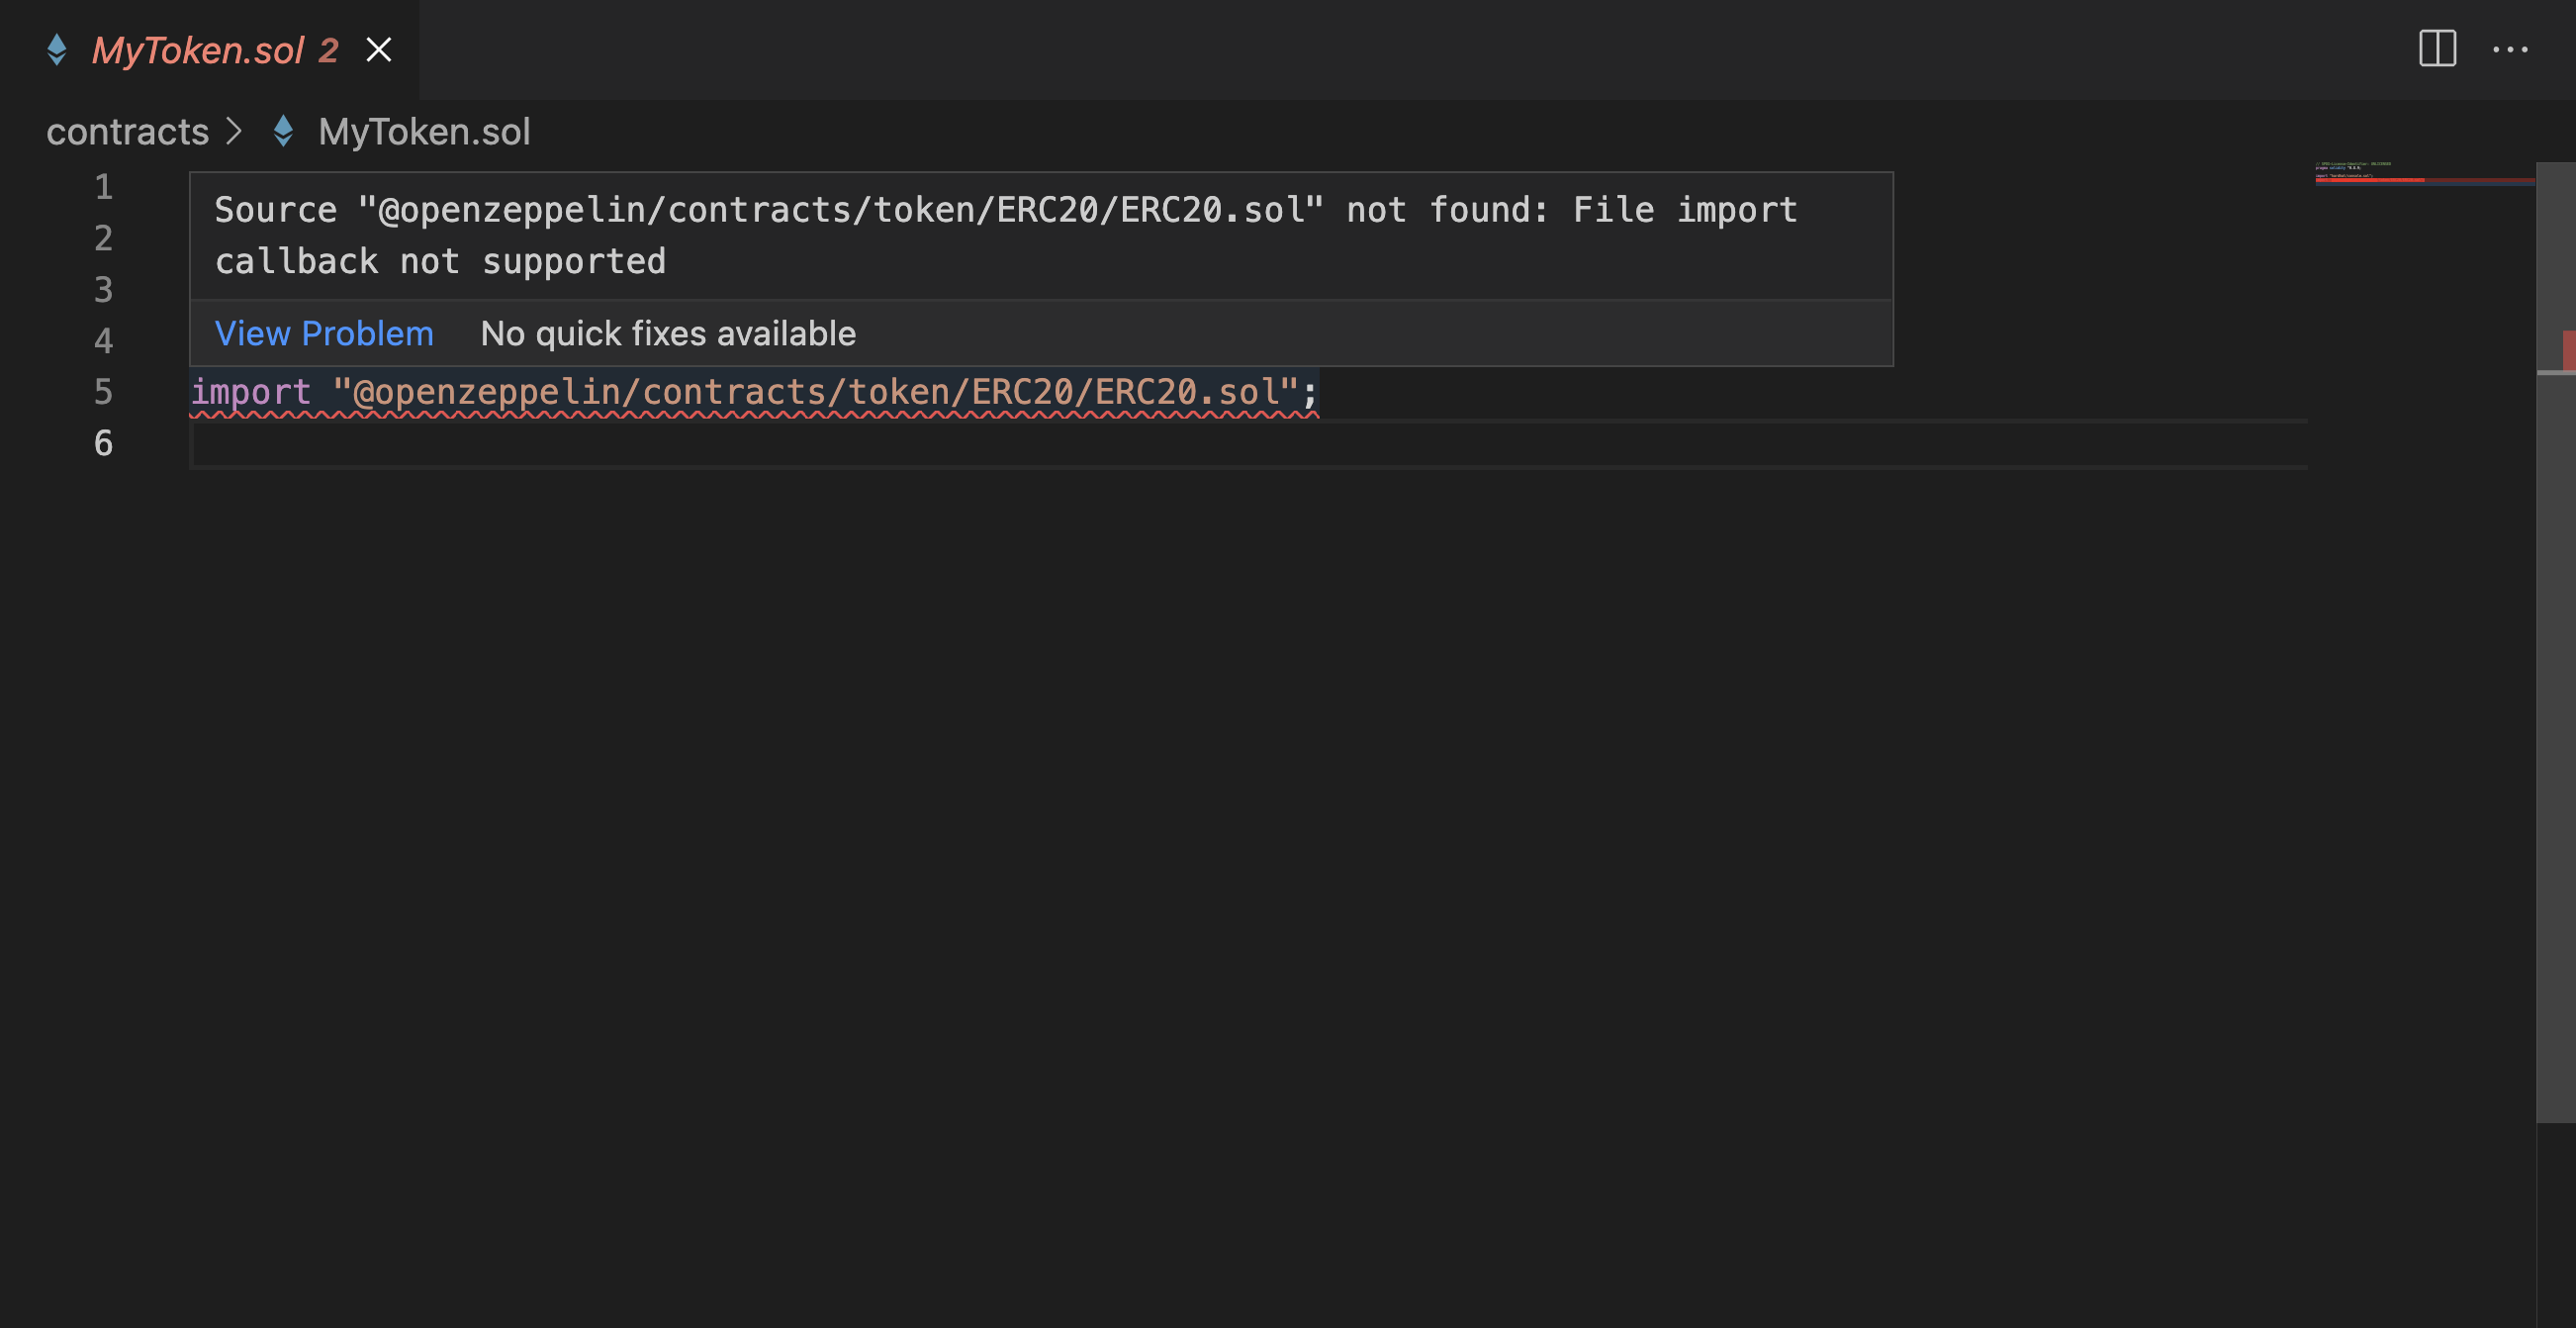 MyToken.sol 2
contracts > MyToken.sol
1
Source "@openzeppelin/contracts/token/ERC20/ERC20.sol" not found: File import
2
callback not supported
3
View Problem No quick fixes available
4
5 import "@openzeppelin/contracts/token/ERC20/ERC20.sol";
6